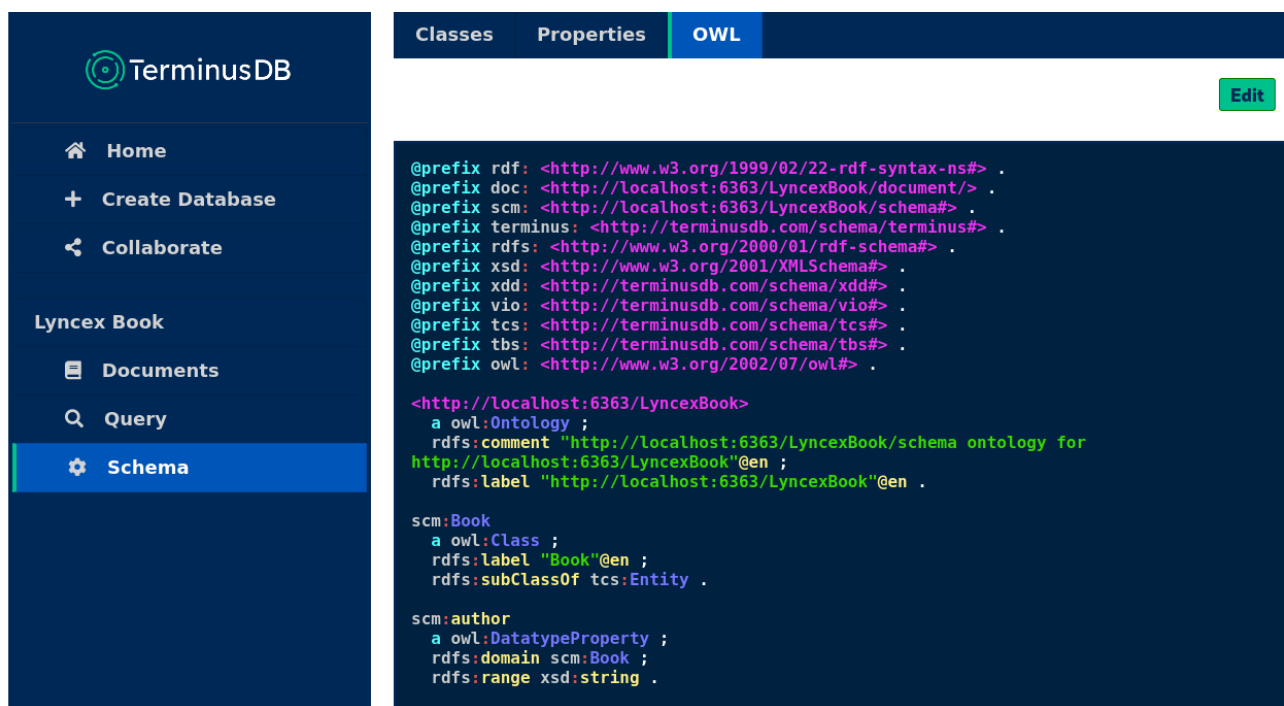 TerminusDB
Home
Create Database
Collaborate
Lyncex Book
Documents
Query
Schema
Classes Properties OWL
Edit
@prefix rdf: <http://www.w3.org/1999/02/22-rdf-syntax-ns#> .
@prefix doc: <http://localhost:6363/LyncexBook/document/> .
@prefix scm: <http://localhost:6363/LyncexBook/schema#> .
@prefix terminus: <http://terminusdb.com/schema/terminus#> .
@prefix rdfs: <http://www.w3.org/2000/01/rdf-schema#> .
@prefix xsd: <http://www.w3.org/2001/XMLSchema#> .
@prefix xdd: <http://terminusdb.com/schema/xdd#> .
@prefix vio: <http://terminusdb.com/schema/vio#> .
@prefix tcs: <http://terminusdb.com/schema/tcs#> .
@prefix tbs: <http://terminusdb.com/schema/tbs#> .
@prefix owl: <http://www.w3.org/2002/07/owl#> .
<http://localhost:6363/LyncexBook>
  a owl:Ontology ;
  rdfs:comment "http://localhost:6363/LyncexBook/schema ontology for
http://localhost:6363/LyncexBook"@en ;
  rdfs:label "http://localhost:6363/LyncexBook"@en .
scm:Book
  a owl:Class ;
  rdfs:label "Book"@en ;
  rdfs:subClassOf tcs:Entity .
scm:author
  a owl:DatatypeProperty ;
  rdfs:domain scm:Book ;
  rdfs:range xsd:string .